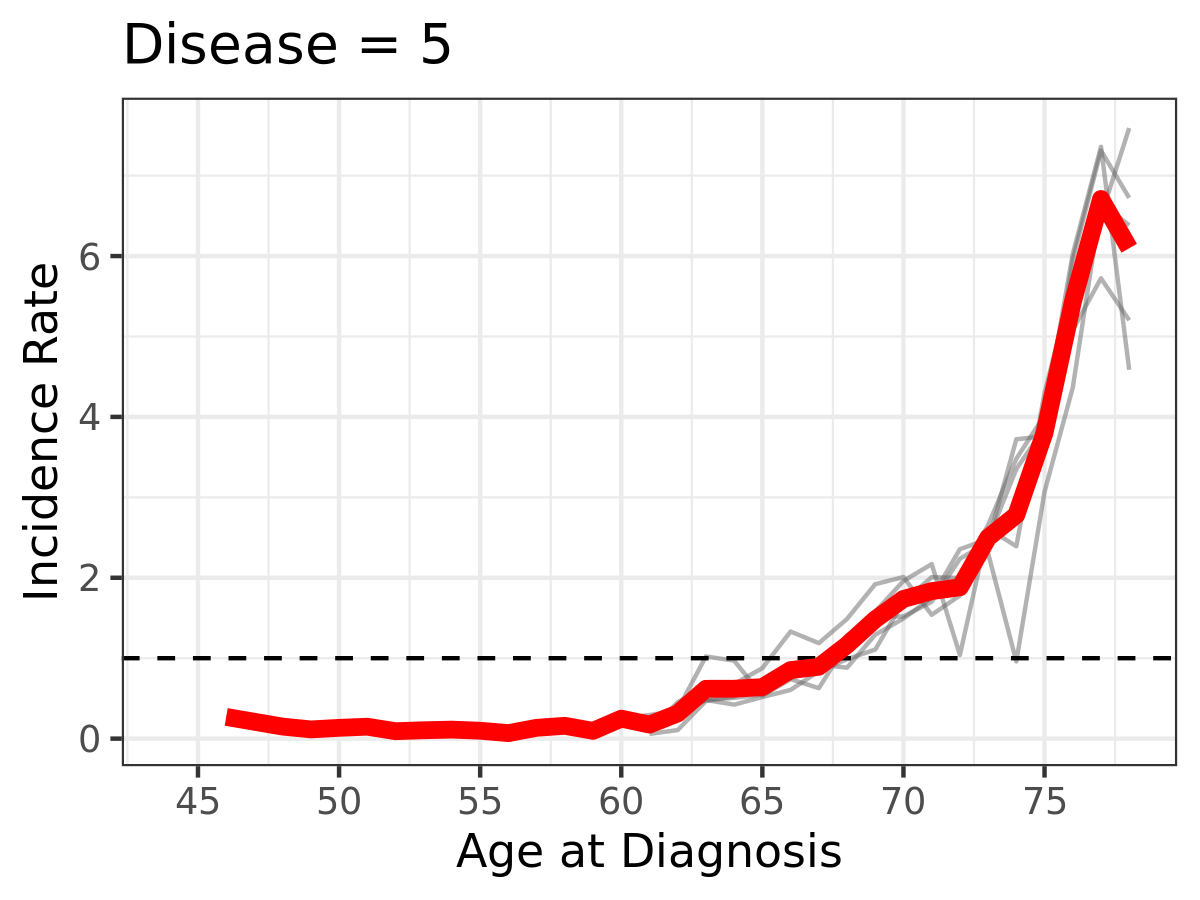 Disease = 5
Incidence Rate
6
4
2
0
45 50 55 60 65 70 75
Age at Diagnosis